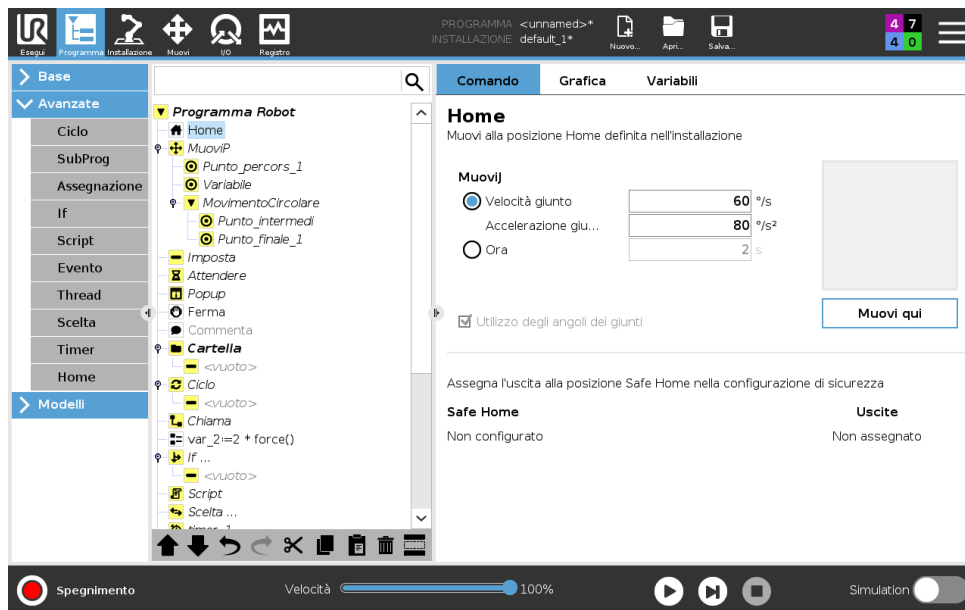 PROGRAMMA <unnamed>*
INSTALLAZIONE default_1*
Esegui Programma Installazione Muovi I/O Registro
Nuovo... Apri... Salva...
4 7
4 0
Base
Avanzate
Ciclo
SubProg
Assegnazione
If
Script
Evento
Thread
Scelta
Timer
Home
Modelli
Programma Robot
Home
MuoviP
Punto_percors_1
Variabile
MovimentoCircolare
Punto_intermedi
Punto_finale_1
Imposta
Attendere
Popup
Ferma
Commenta
Cartella
<vuoto>
Ciclo
<vuoto>
Chiama
var_2:=2 * force()
If ...
<vuoto>
Script
Scelta ...
timer_1
Comando Grafica Variabili
Home
Muovi alla posizione Home definita nell'installazione
MuoviJ
Velocità giunto 60 °/s
Accelerazione giu... 80 °/s²
Ora 2 s
Muovi qui
Utilizzo degli angoli dei giunti
Assegna l'uscita alla posizione Safe Home nella configurazione di sicurezza
Safe Home Uscite
Non configurato Non assegnato
Spegnimento Velocità 100% Simulation